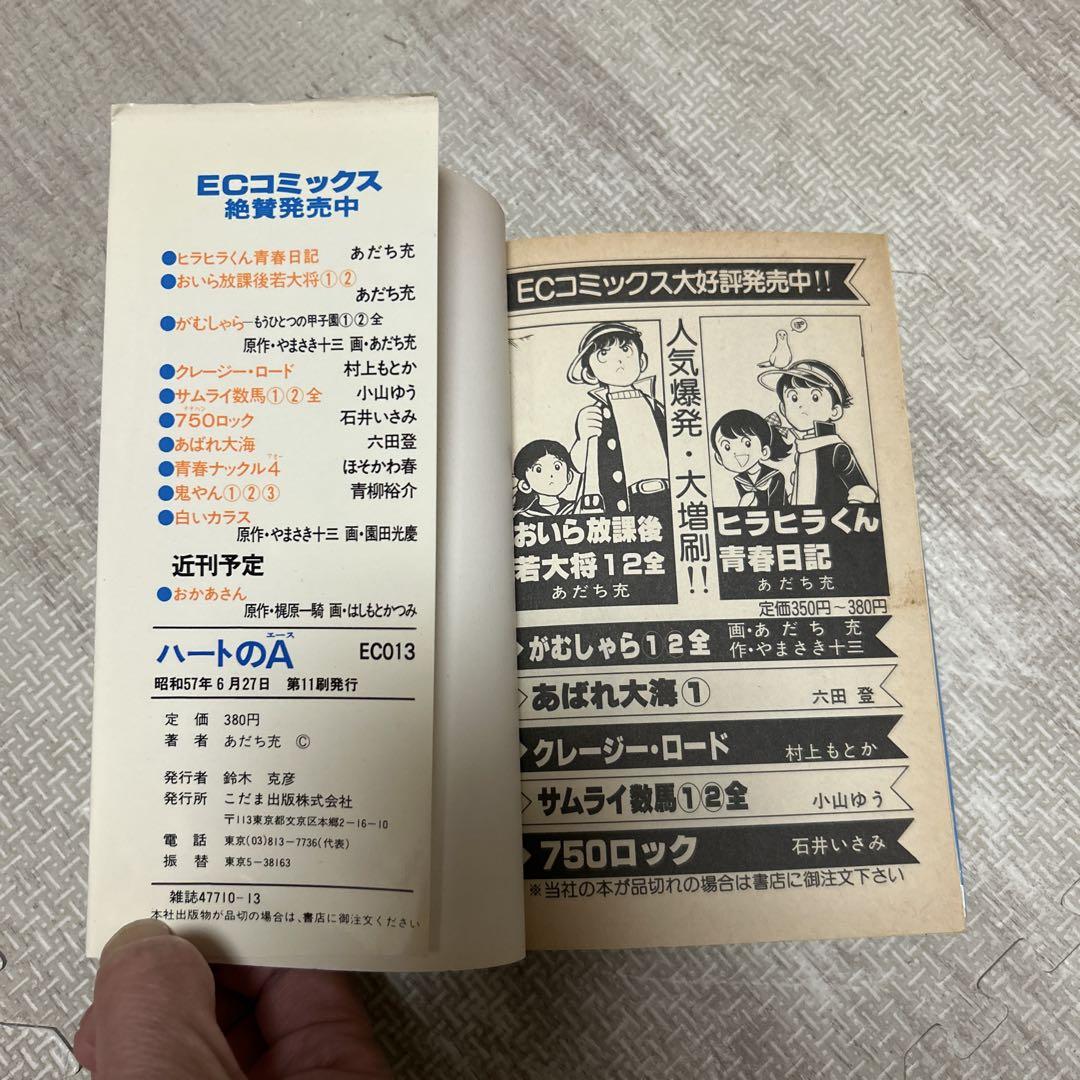 ECコミックス
絶賛発売中
●ヒラヒラくん青春日記 あだち充
●おいら放課後若大将①②
あだち充
●がむしゃら―もうひとつの甲子園①②全
原作・やまさき十三 画・あだち充
●クレージー・ロード 村上もとか
●サムライ数馬①②全 小山ゆう
ナナハン
●750ロック 石井いさみ
●あばれ大海 六田登
フォー
●青春ナックル4 ほそかわ春
●鬼やん①②③ 青柳裕介
●白いカラス
原作・やまさき十三 画・園田光慶
近刊予定
●おかあさん
原作・梶原一騎 画・はしもとかつみ
エース
ハートのA EC013
昭和57年6月27日 第11刷発行
定価 380円
著者 あだち充 ©
発行者 鈴木克彦
発行所 こだま出版株式会社
〒113東京都文京区本郷2-16-10
電話 東京(03)813-7736(代表)
振替 東京5-38163
雑誌47710-13
本社出版物が品切の場合は、書店に御注文ください
ECコミックス大好評発売中!!
人気爆発・大増刷!!
おいら放課後
若大将12全
あだち充
ヒラヒラくん
青春日記
あだち充
定価350円〜380円
がむしゃら①②全 画・あだち充
作・やまさき十三
あばれ大海① 六田登
クレージー・ロード 村上もとか
サムライ数馬①②全 小山ゆう
750ロック 石井いさみ
※当社の本が品切れの場合は書店に御注文下さい